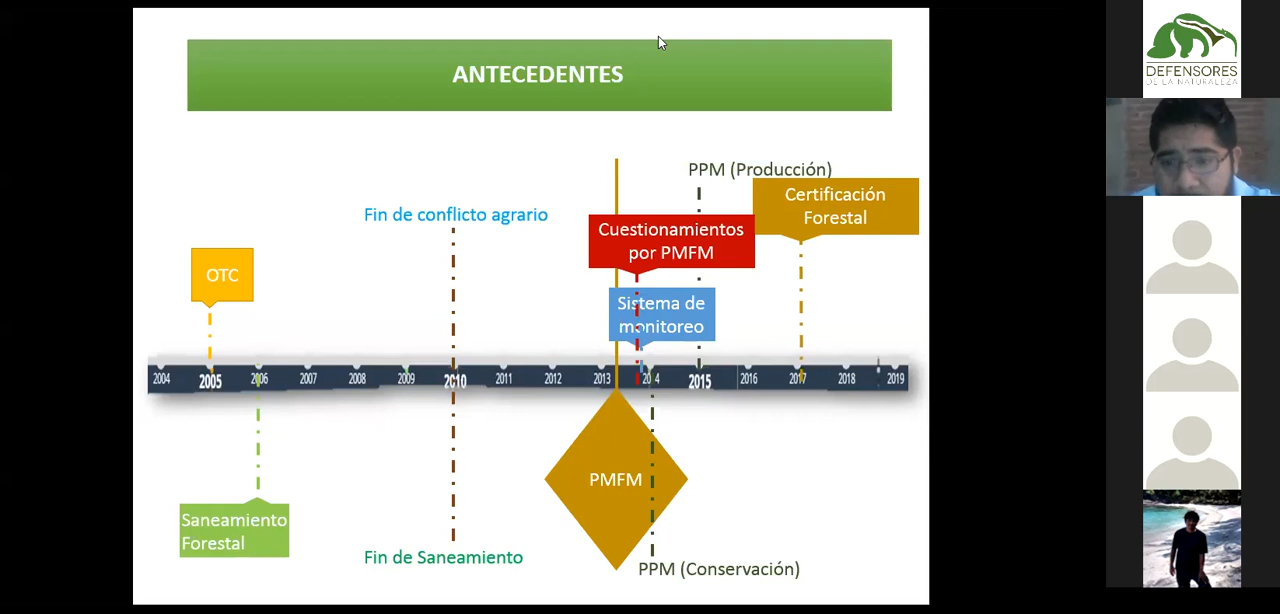 ANTECEDENTES
PPM (Producción)
Certificación
Forestal
Fin de conflicto agrario
Cuestionamientos
por PMFM
OTC
Sistema de
monitoreo
2004 2005 2006 2007 2008 2009 2010 2011 2012 2013 2014 2015 2016 2017 2018 2019
PMFM
Saneamiento
Forestal
Fin de Saneamiento
PPM (Conservación)
DEFENSORES
DE LA NATURALEZA